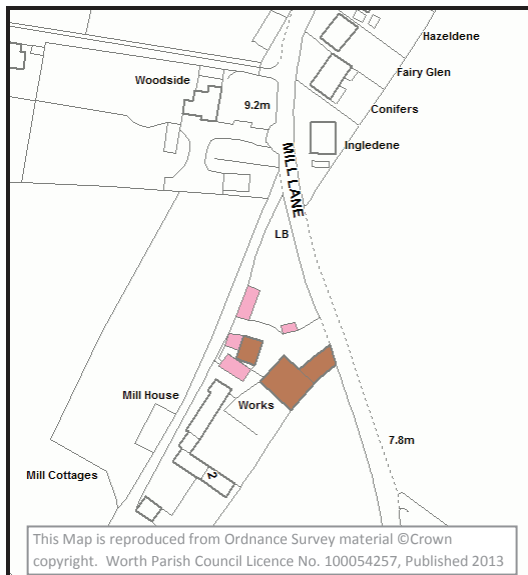 Hazeldene
Fairy Glen
Woodside
9.2m
Conifers
Ingledene
MILL LANE
LB
Mill House
Works
7.8m
Mill Cottages
2
This Map is reproduced from Ordnance Survey material ©Crown
copyright. Worth Parish Council Licence No. 100054257, Published 2013